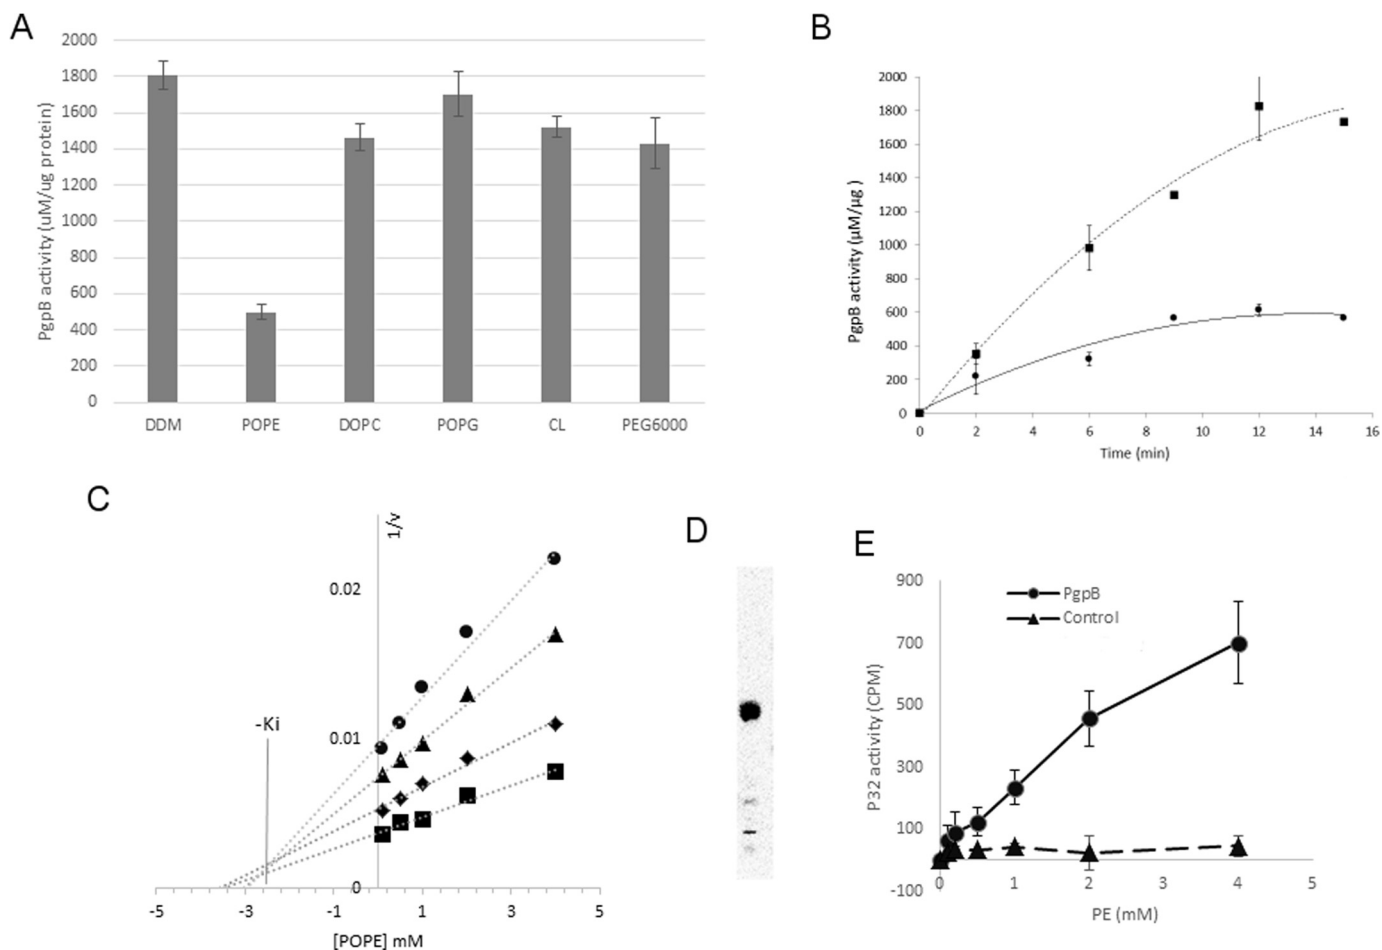 A
PgpB activity (uM/ug protein)
2000
1800
1600
1400
1200
1000
800
600
400
200
0
DDM POPE DOPC POPG CL PEG6000
B
PgpB activity (µM/µg )
2000
1800
1600
1400
1200
1000
800
600
400
200
0
0 2 4 6 8 10 12 14 16
Time (min)
C
1/v
0.02
-Ki
0.01
0
-5 -3 -1 1 3 5
[POPE] mM
D
E
P32 activity (CPM)
900
700
500
300
100
-100
PgpB
Control
0 1 2 3 4 5
PE (mM)